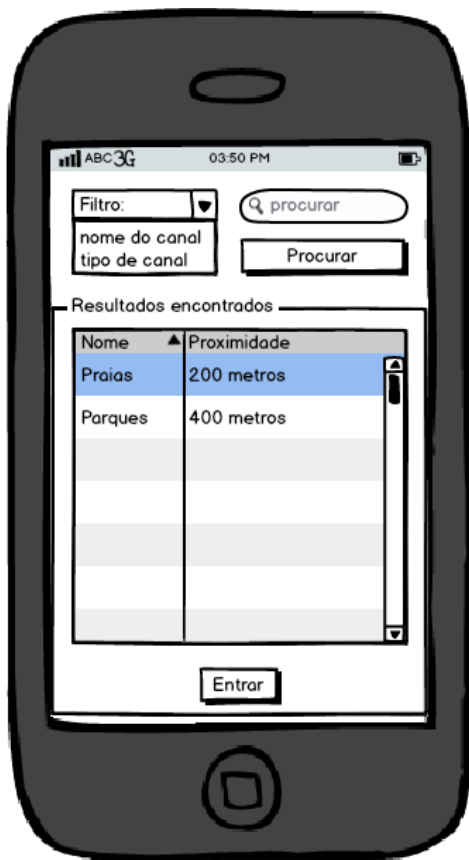 ABC 3G 03:50 PM
Filtro: procurar
nome do canal
tipo de canal Procurar
Resultados encontrados
Nome Proximidade
Praias 200 metros
Parques 400 metros
Entrar